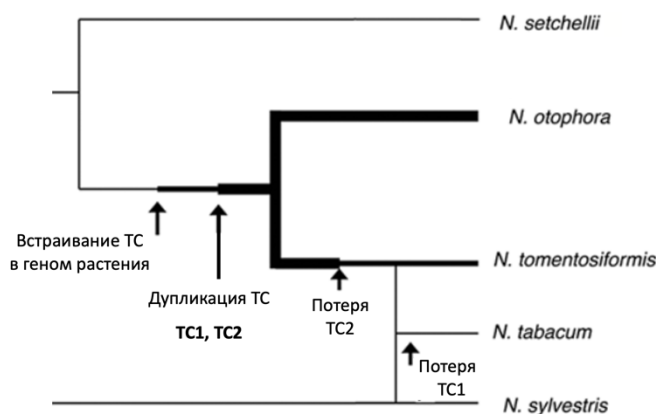 N. setchellii
N. otophora
Встраивание ТС
в геном растения
Дупликация ТС
ТС1, ТС2
Потеря
ТС2
N. tomentosiformis
N. tabacum
Потеря
ТС1
N. sylvestris